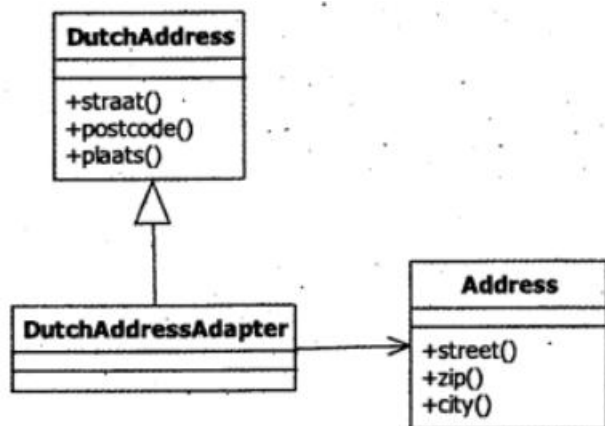 DutchAddress
+straat()
+postcode()
+plaats()
DutchAddressAdapter
Address
+street()
+zip()
+city()